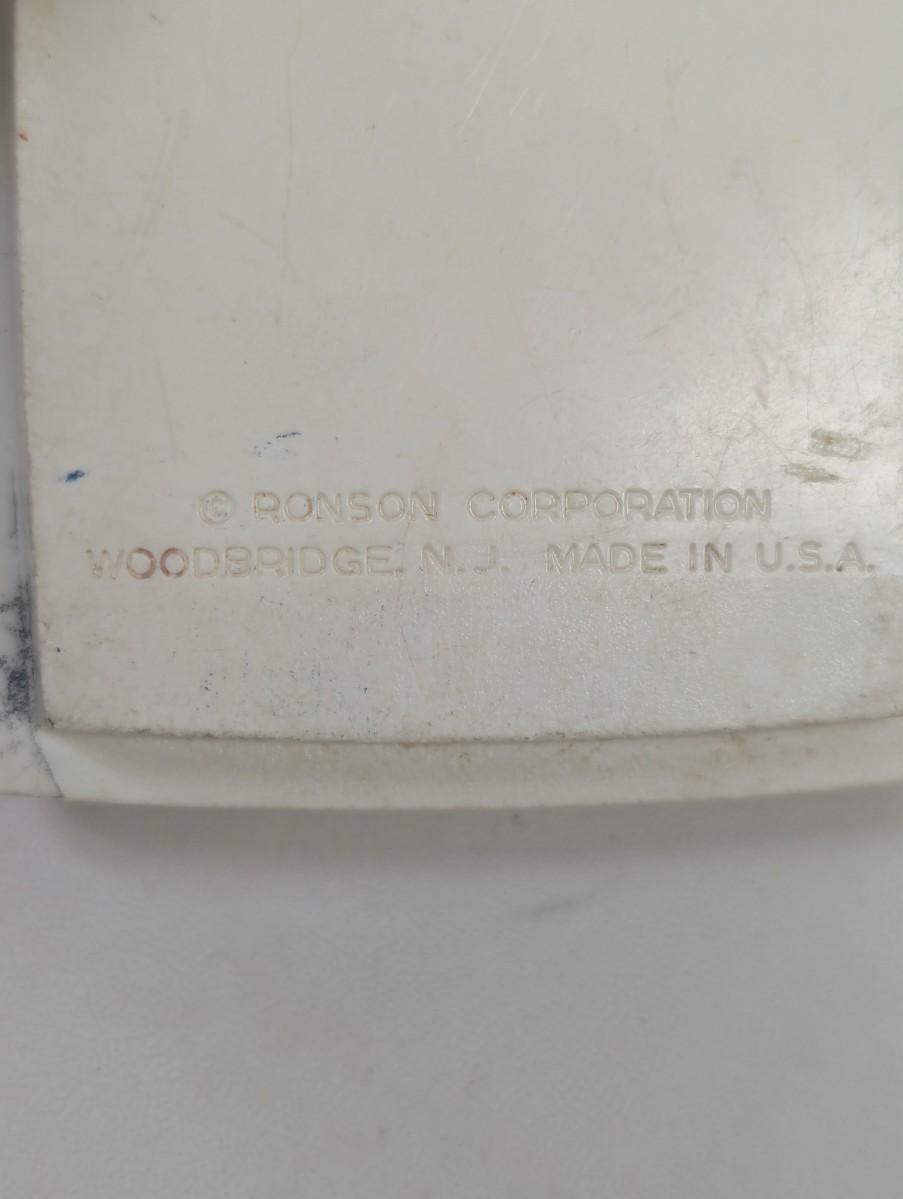 © RONSON CORPORATION
WOODBRIDGE, N.J. MADE IN U.S.A.